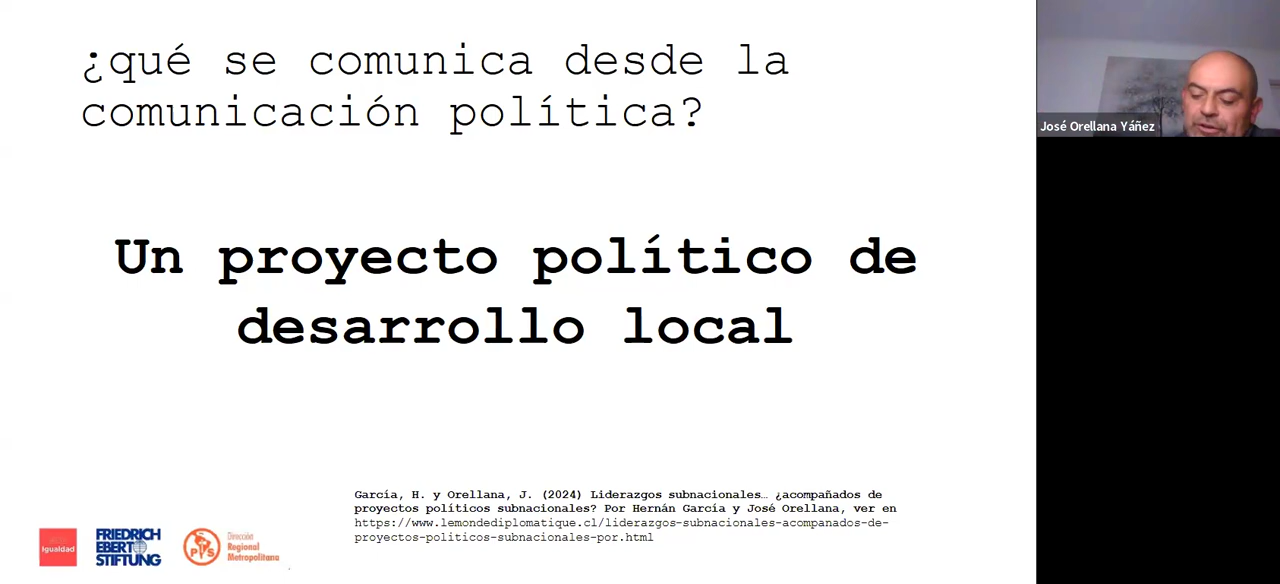 ¿qué se comunica desde la
comunicación política?
José Orellana Yáñez
Un proyecto político de
desarrollo local
García, H. y Orellana, J. (2024) Liderazgos subnacionales… ¿acompañados de
proyectos políticos subnacionales? Por Hernán García y José Orellana, ver en
https://www.lemondediplomatique.cl/liderazgos-subnacionales-acompanados-de-
proyectos-politicos-subnacionales-por.html
Igualdad
FRIEDRICH
EBERT
STIFTUNG
PS
Dirección
Regional
Metropolitana